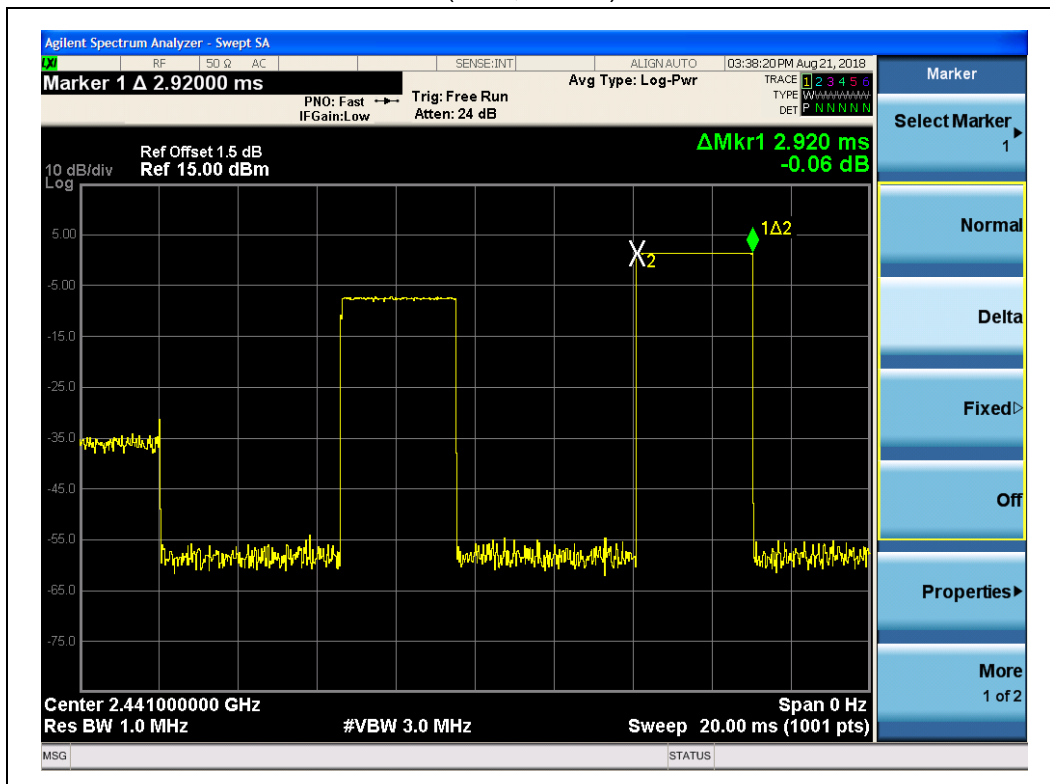 Agilent Spectrum Analyzer - Swept SA
LXI RF 50 Ω AC SENSE:INT ALIGN AUTO 03:38:20 PM Aug 21, 2018
Marker 1 Δ 2.92000 ms
PNO: Fast
IFGain:Low
Trig: Free Run
Atten: 24 dB
Avg Type: Log-Pwr
TRACE 1 2 3 4 5 6
TYPE WWWWWW
DET P N N N N N
ΔMkr1 2.920 ms
-0.06 dB
Ref Offset 1.5 dB
10 dB/div Ref 15.00 dBm
Log
5.00
-5.00
-15.0
-25.0
-35.0
-45.0
-55.0
-65.0
-75.0
1Δ2
X2
Center 2.441000000 GHz Span 0 Hz
Res BW 1.0 MHz #VBW 3.0 MHz Sweep 20.00 ms (1001 pts)
MSG STATUS
Marker
Select Marker
1
Normal
Delta
Fixed
Off
Properties
More
1 of 2